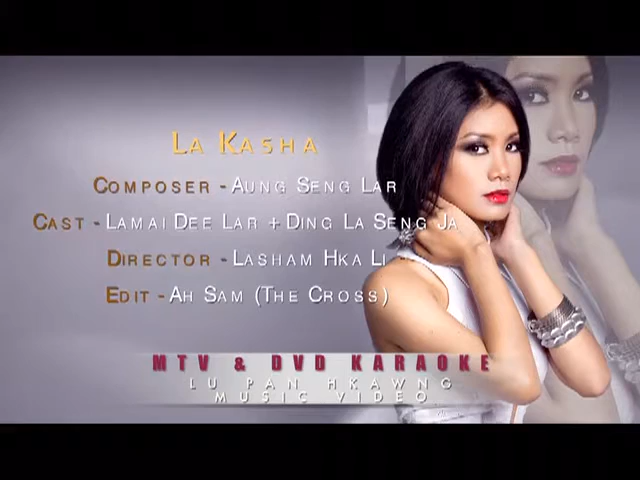 La Kasha
Composer - Aung Seng Lar
Cast - Lamai Dee Lar + Ding La Seng Ja
Director - Lasham Hka Li
Edit - Ah Sam (The Cross)
MTV & DVD KARAOKE
LU PAN HKAWNG
MUSIC VIDEO